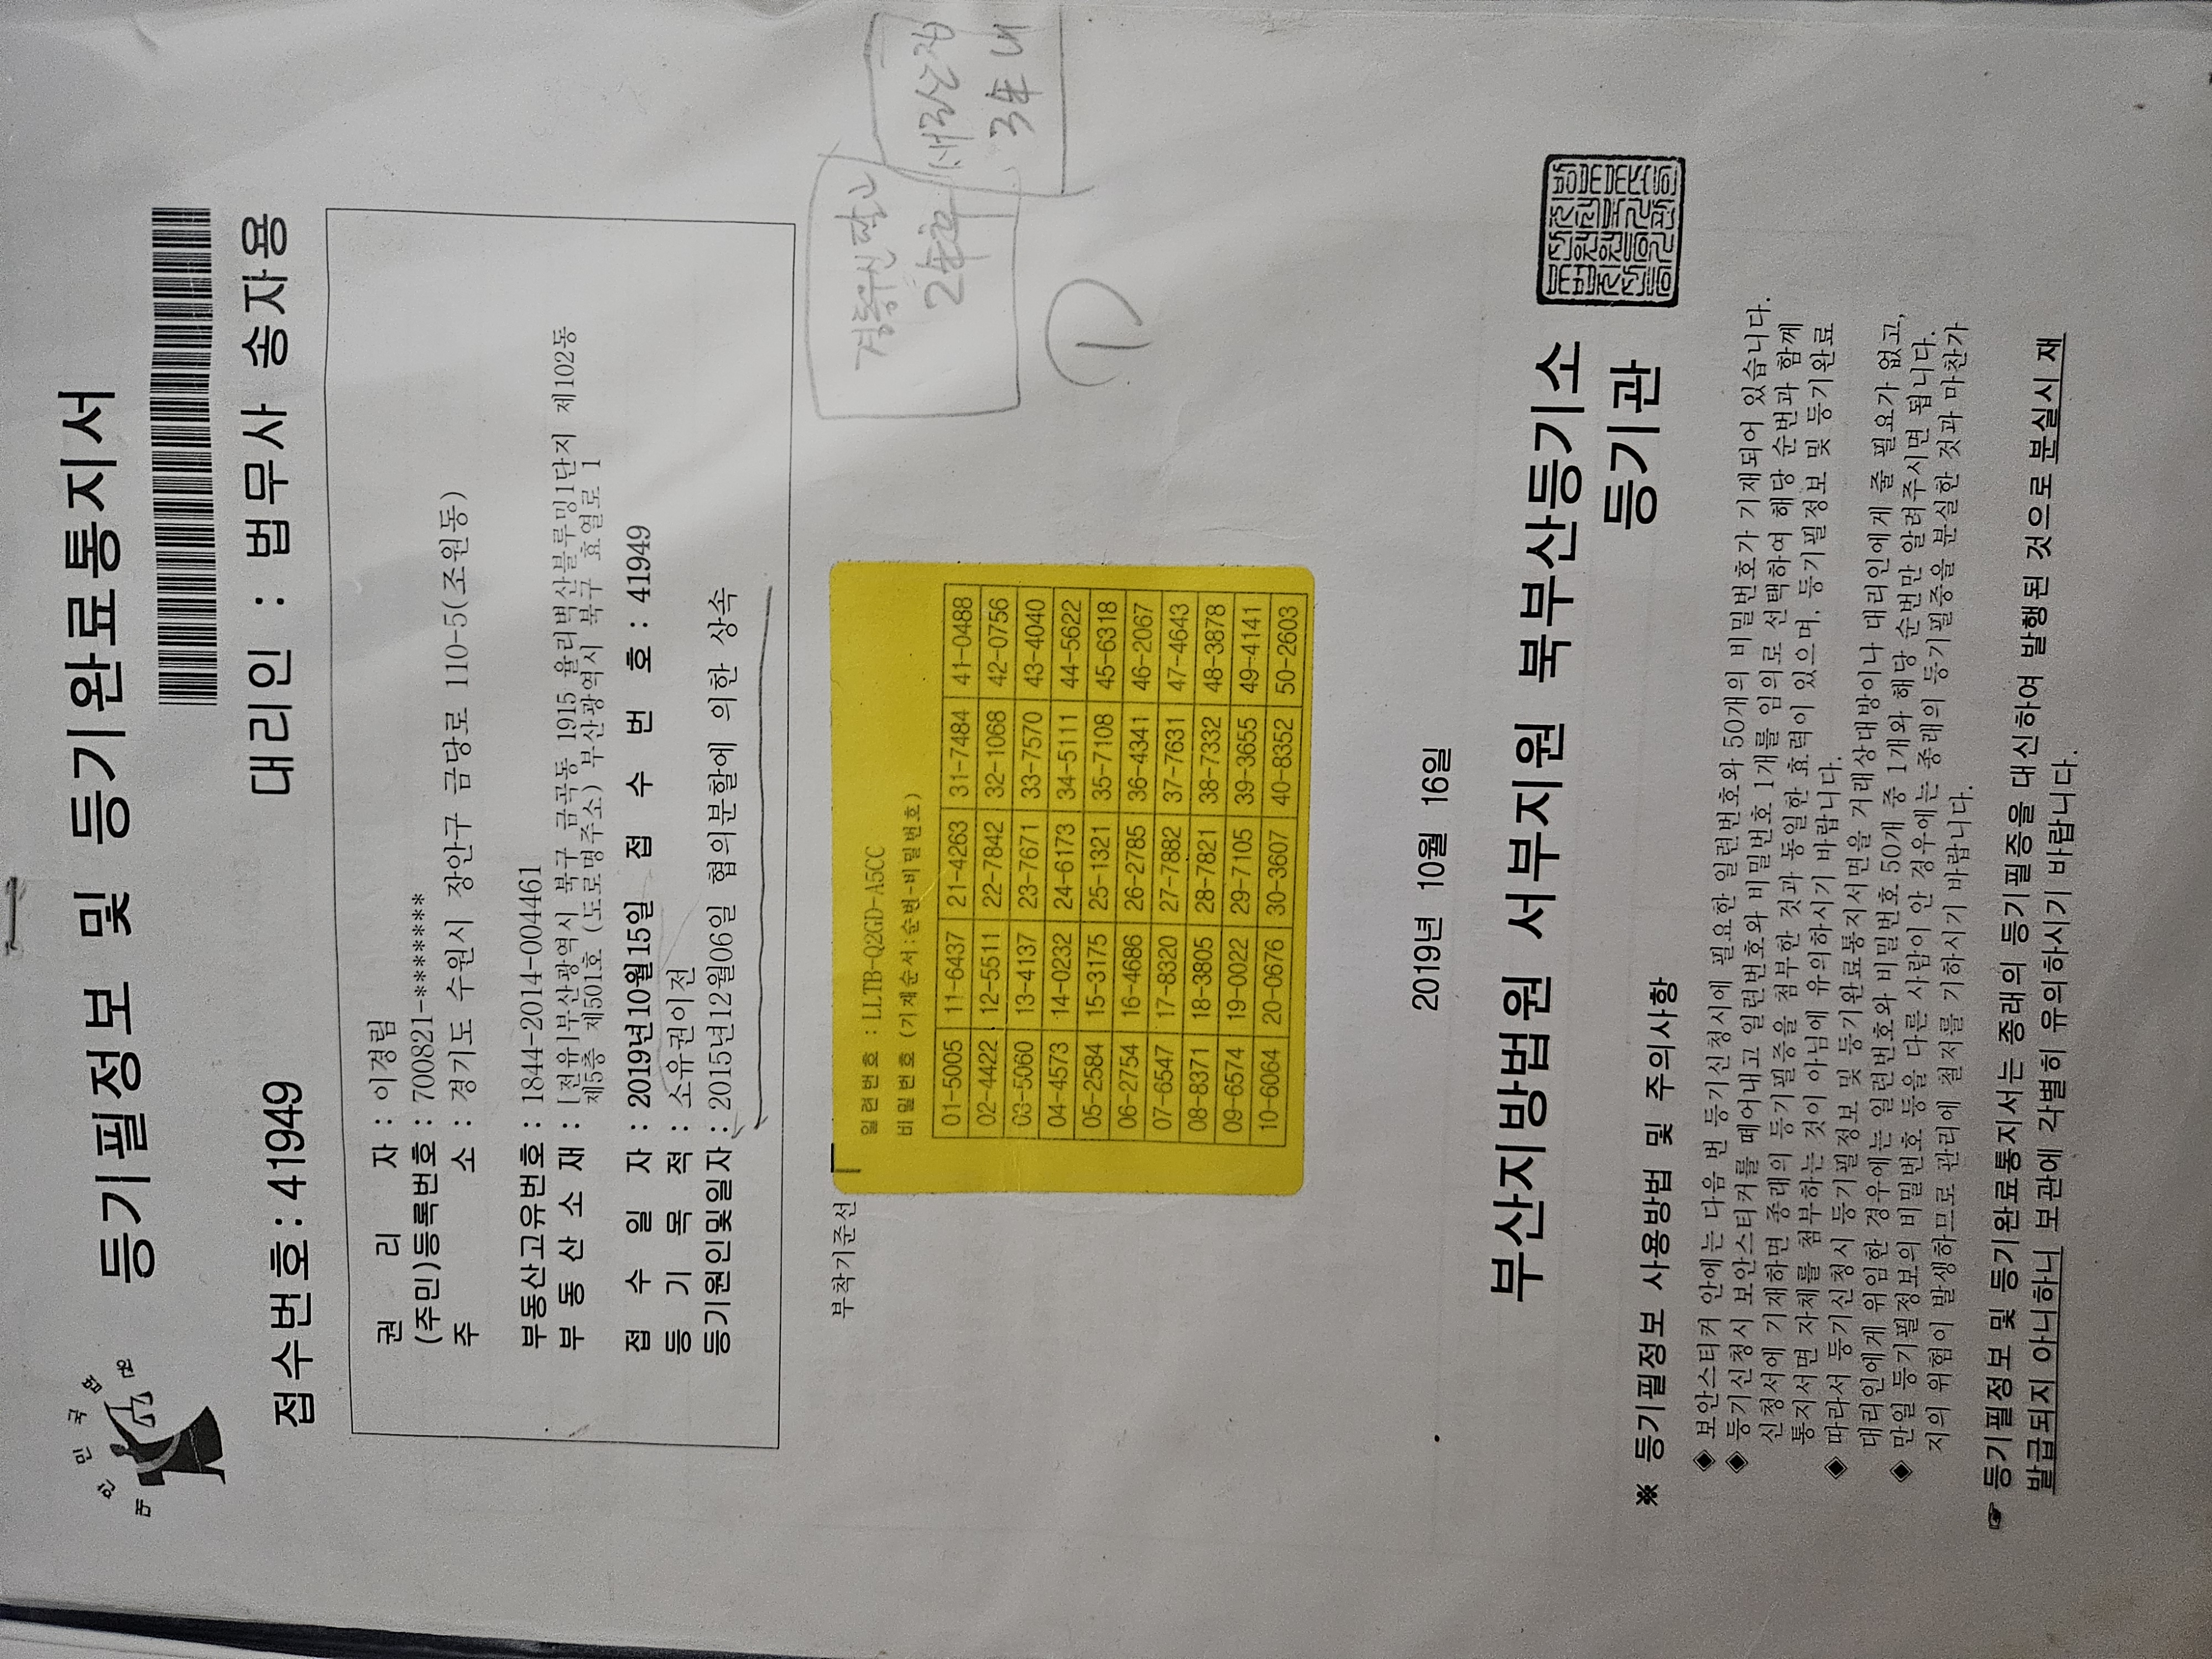 대 한 민 국 법 원
등기필정보 및 등기완료통지서
접수번호 : 41949
대리인 : 법무사 송자용
권 리 자 : 이경림
(주민)등록번호 : 700821-*******
주 소 : 경기도 수원시 장안구 금당로 110-5(조원동)
부동산고유번호 : 1844-2014-004461
부 동 산 소 재 : [전유]부산광역시 북구 금곡동 1915 율리벽산블루밍1단지 제102동
제5층 제501호 (도로명주소) 부산광역시 북구 효열로 1
접 수 일 자 : 2019년10월15일 접 수 번 호 : 41949
등 기 목 적 : 소유권이전
등기원인및일자 : 2015년12월06일 협의분할에 의한 상속
2年
3年 내
①
부착기준선
일련번호 : LLTB-Q2GD-A5CC
비밀번호 (기재순서:순번-비밀번호)
01-5005 11-6437 21-4263 31-7484 41-0488
02-4422 12-5511 22-7842 32-1068 42-0756
03-5060 13-4137 23-7671 33-7570 43-4040
04-4573 14-0232 24-6173 34-5111 44-5622
05-2584 15-3175 25-1321 35-7108 45-6318
06-2754 16-4686 26-2785 36-4341 46-2067
07-6547 17-8320 27-7882 37-7631 47-4643
08-8371 18-3805 28-7821 38-7332 48-3878
09-6574 19-0022 29-7105 39-3655 49-4141
10-6064 20-0676 30-3607 40-8352 50-2603
2019년 10월 16일
부산지방법원 서부지원 북부산등기소
등기관
※ 등기필정보 사용방법 및 주의사항
◈ 보안스티커 안에는 다음 번 등기신청시에 필요한 일련번호와 50개의 비밀번호가 기재되어 있습니다.
◈ 등기신청시 보안스티커를 떼어내고 일련번호와 비밀번호 1개를 임의로 선택하여 해당 순번과 함께
신청서에 기재하면 종래의 등기필증을 첨부한 것과 동일한 효력이 있으며, 등기필정보 및 등기완료
통지서면 자체를 첨부하는 것이 아님에 유의하시기 바랍니다.
◈ 따라서 등기신청시 등기필정보 및 등기완료통지서면을 거래상대방이나 대리인에게 줄 필요가 없고,
대리인에게 위임한 경우에는 일련번호와 비밀번호 50개 중 1개와 해당 순번만 알려주시면 됩니다.
◈ 만일 등기필정보의 비밀번호 등을 다른 사람이 안 경우에는 종래의 등기필증을 분실한 것과 마찬가
지의 위험이 발생하므로 관리에 철저를 기하시기 바랍니다.
☞ 등기필정보 및 등기완료통지서는 종래의 등기필증을 대신하여 발행된 것으로 분실시 재
발급되지 아니하니 보관에 각별히 유의하시기 바랍니다.